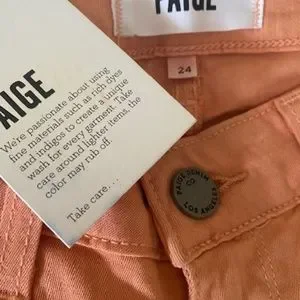 PAIGE
24
AIGE
We're passionate about using
fine materials such as rich dyes
and indigos to create a unique
wash for every garment. Take
care around lighter items, the
color may rub off
Take care...
PAIGE DENIM
LOS ANGELES